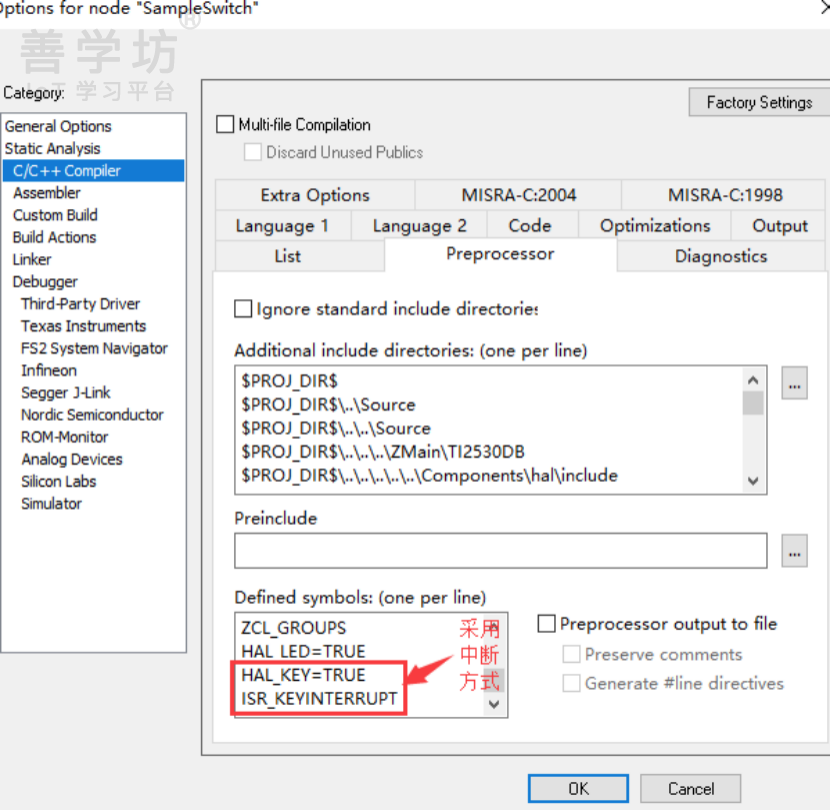 Options for node "SampleSwitch"
善学坊®
IoT 学习平台
Category:
General Options
Static Analysis
C/C++ Compiler
Assembler
Custom Build
Build Actions
Linker
Debugger
Third-Party Driver
Texas Instruments
FS2 System Navigator
Infineon
Segger J-Link
Nordic Semiconductor
ROM-Monitor
Analog Devices
Silicon Labs
Simulator
Factory Settings
Multi-file Compilation
Discard Unused Publics
Extra Options MISRA-C:2004 MISRA-C:1998
Language 1 Language 2 Code Optimizations Output
List Preprocessor Diagnostics
Ignore standard include directories
Additional include directories: (one per line)
$PROJ_DIR$
$PROJ_DIR$\..\Source
$PROJ_DIR$\..\..\Source
$PROJ_DIR$\..\..\..\ZMain\TI2530DB
$PROJ_DIR$\..\..\..\..\..\Components\hal\include
...
Preinclude
...
Defined symbols: (one per line)
ZCL_GROUPS
HAL_LED=TRUE
HAL_KEY=TRUE
ISR_KEYINTERRUPT
采用
中断
方式
Preprocessor output to file
Preserve comments
Generate #line directives
OK Cancel